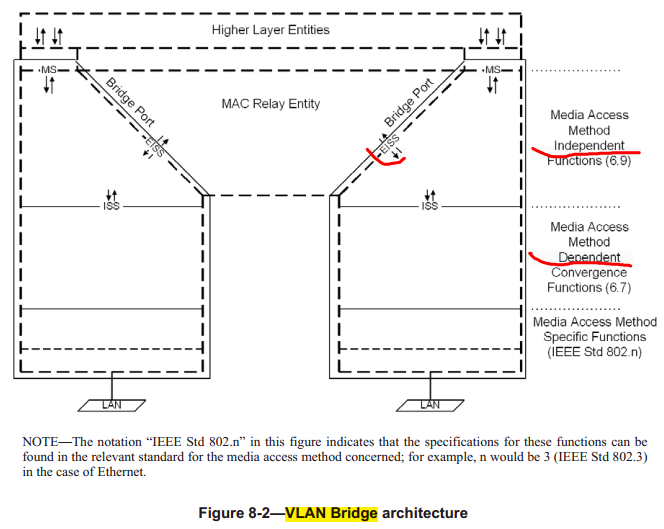 Higher Layer Entities
MS
MS
Bridge Port
MAC Relay Entity
Bridge Port
EISS
EISS
Media Access
Method
Independent
Functions (6.9)
ISS
ISS
Media Access
Method
Dependent
Convergence
Functions (6.7)
Media Access Method
Specific Functions
(IEEE Std 802.n)
LAN
LAN
NOTE—The notation “IEEE Std 802.n” in this figure indicates that the specifications for these functions can be
found in the relevant standard for the media access method concerned; for example, n would be 3 (IEEE Std 802.3)
in the case of Ethernet.
Figure 8-2—VLAN Bridge architecture